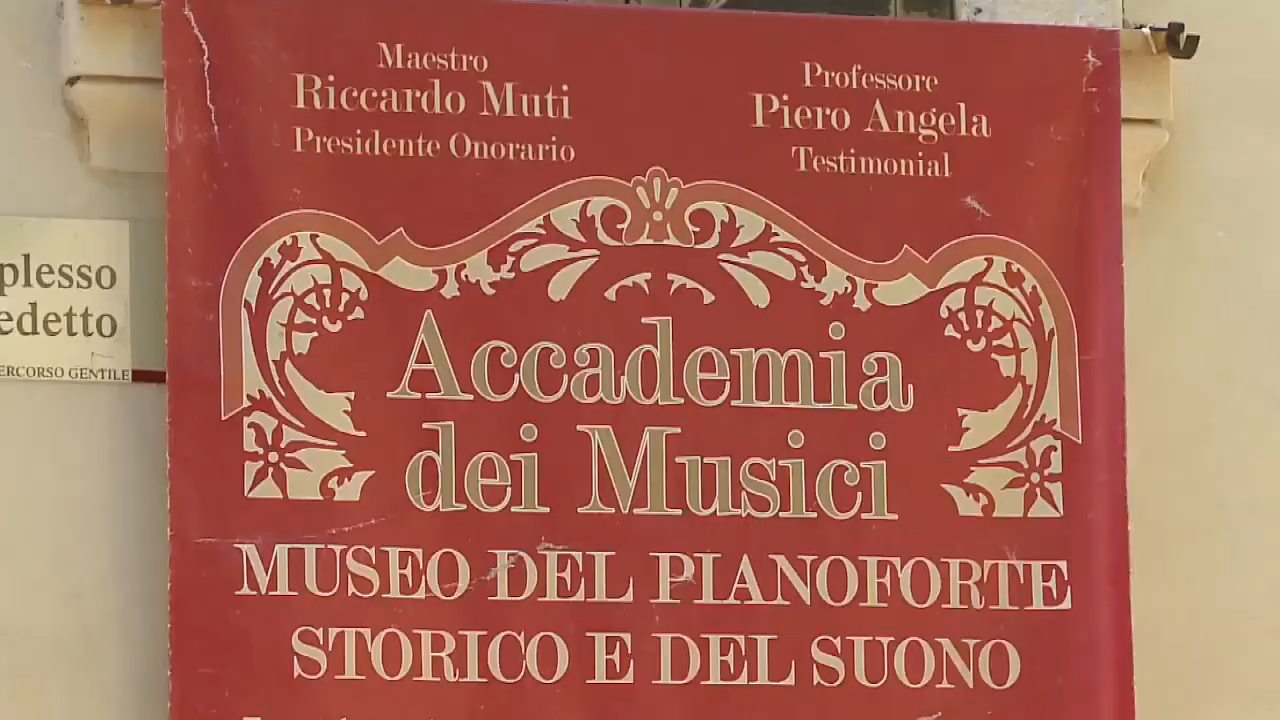 Maestro
Riccardo Muti
Presidente Onorario
Professore
Piero Angela
Testimonial
plesso
edetto
ERCORSO GENTILE
Accademia
dei Musici
MUSEO DEL PIANOFORTE
STORICO E DEL SUONO